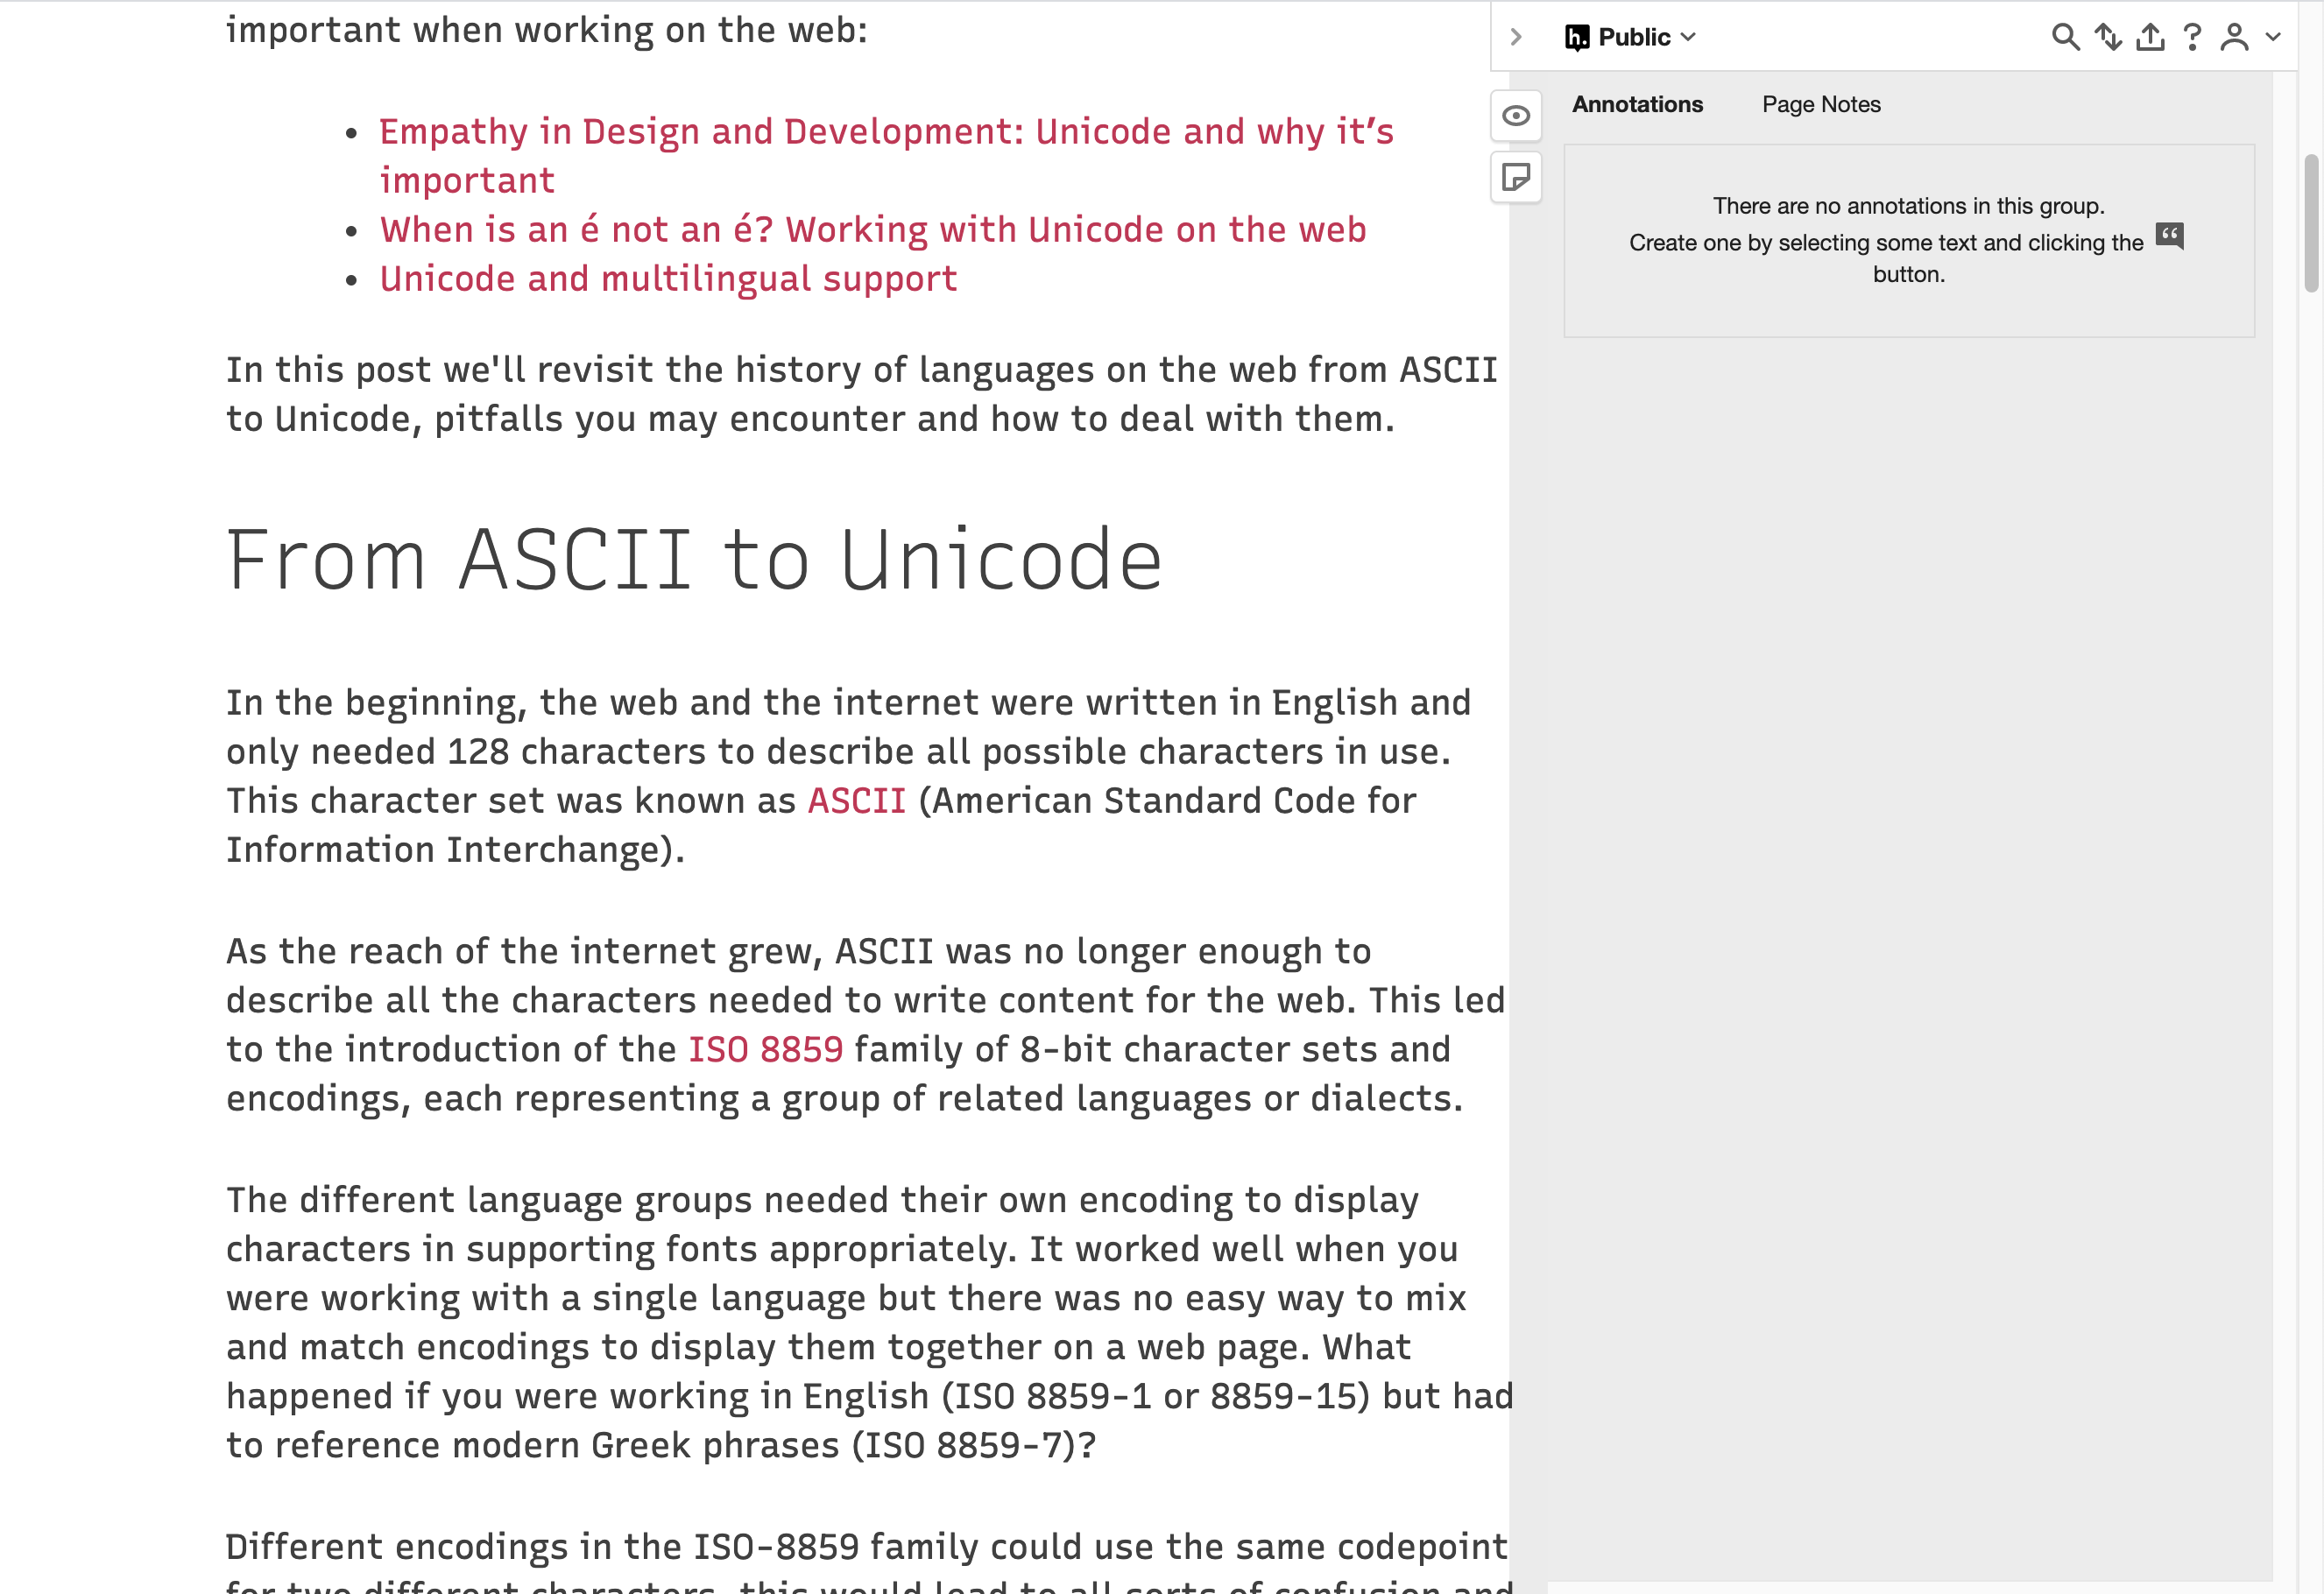 important when working on the web:
• Empathy in Design and Development: Unicode and why it’s
important
• When is an é not an é? Working with Unicode on the web
• Unicode and multilingual support
In this post we'll revisit the history of languages on the web from ASCII
to Unicode, pitfalls you may encounter and how to deal with them.
From ASCII to Unicode
In the beginning, the web and the internet were written in English and
only needed 128 characters to describe all possible characters in use.
This character set was known as ASCII (American Standard Code for
Information Interchange).
As the reach of the internet grew, ASCII was no longer enough to
describe all the characters needed to write content for the web. This led
to the introduction of the ISO 8859 family of 8-bit character sets and
encodings, each representing a group of related languages or dialects.
The different language groups needed their own encoding to display
characters in supporting fonts appropriately. It worked well when you
were working with a single language but there was no easy way to mix
and match encodings to display them together on a web page. What
happened if you were working in English (ISO 8859-1 or 8859-15) but had
to reference modern Greek phrases (ISO 8859-7)?
Different encodings in the ISO-8859 family could use the same codepoint
for two different characters, this would lead to all sorts of confusion and
h. Public
Annotations Page Notes
There are no annotations in this group.
Create one by selecting some text and clicking the
button.